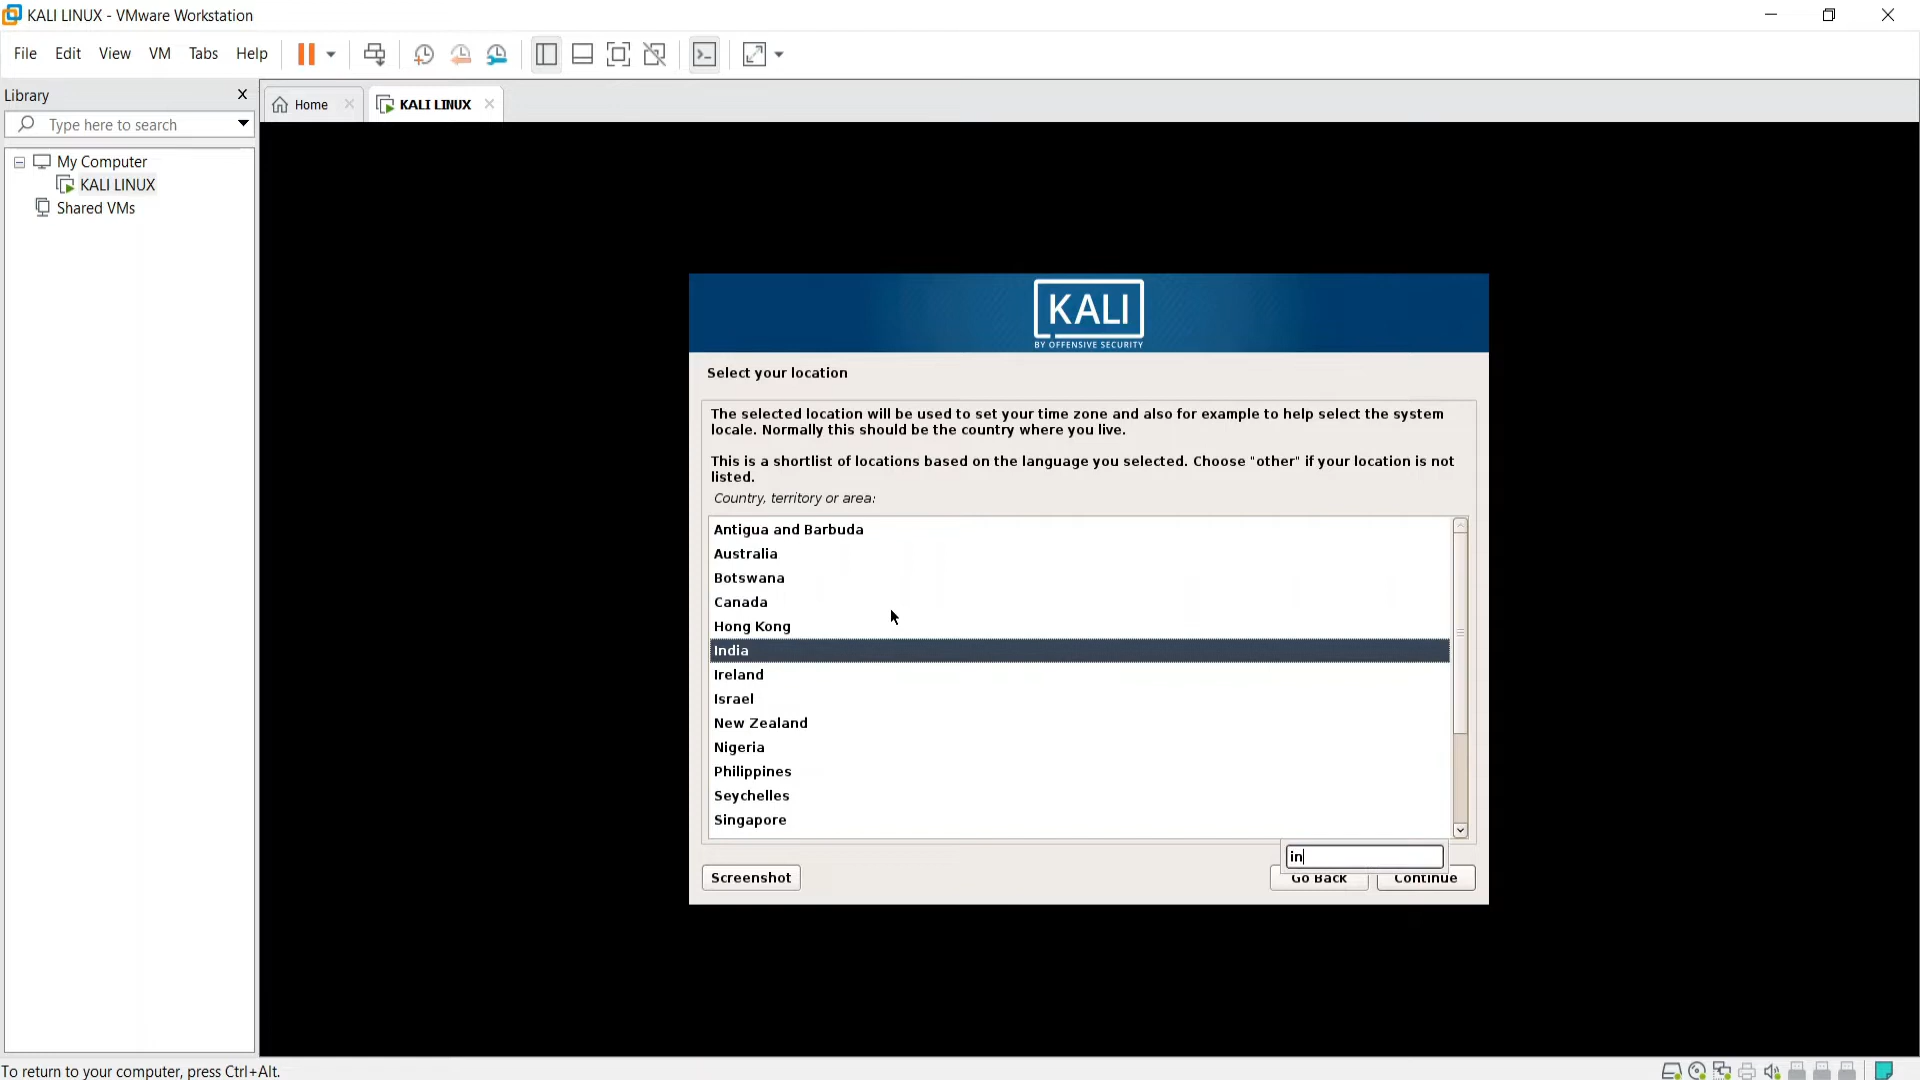 KALI LINUX - VMware Workstation
File Edit View VM Tabs Help
Library
Home
KALI LINUX
Type here to search
My Computer
KALI LINUX
Shared VMs
KALI
BY OFFENSIVE SECURITY
Select your location
The selected location will be used to set your time zone and also for example to help select the system
locale. Normally this should be the country where you live.
This is a shortlist of locations based on the language you selected. Choose "other" if your location is not
listed.
Country, territory or area:
Antigua and Barbuda
Australia
Botswana
Canada
Hong Kong
India
Ireland
Israel
New Zealand
Nigeria
Philippines
Seychelles
Singapore
in
Screenshot
Go Back
Continue
To return to your computer, press Ctrl+Alt.